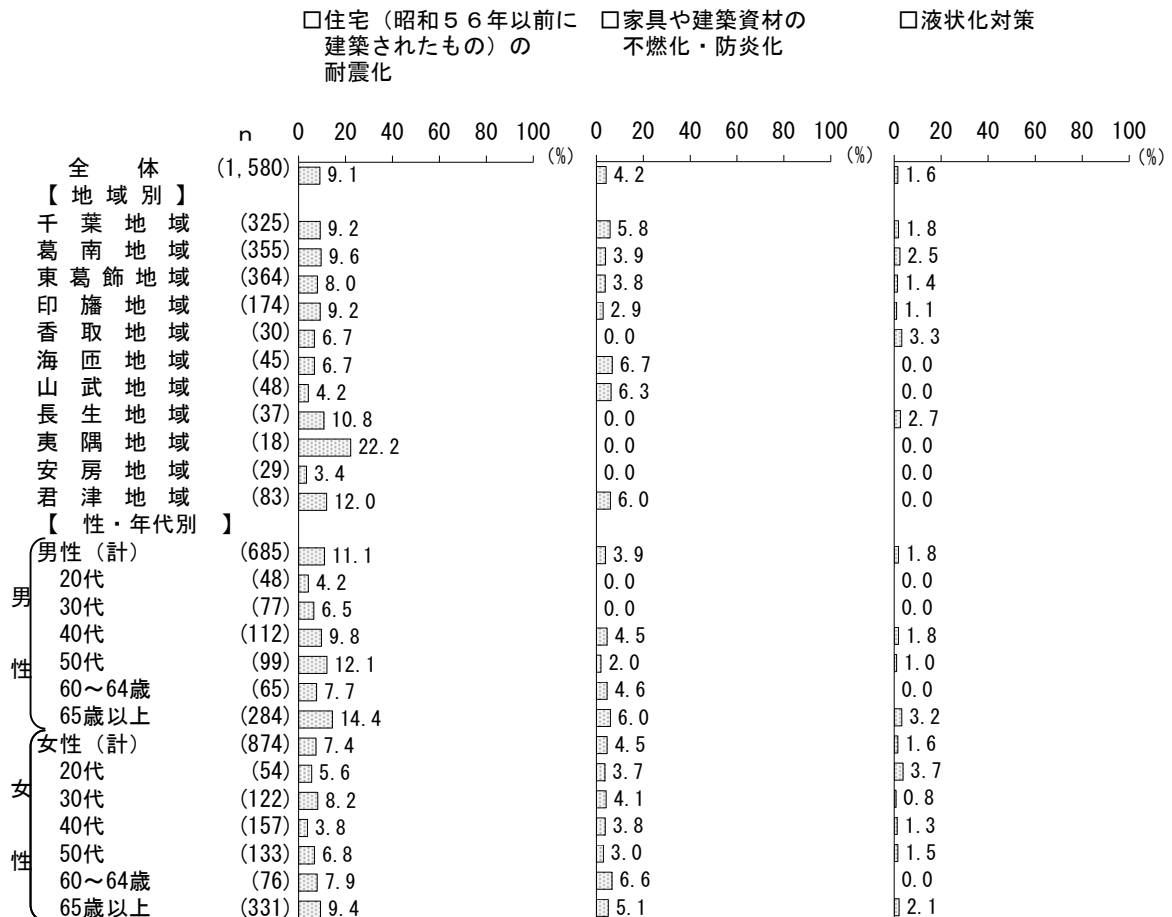 □住宅（昭和５６年以前に
建築されたもの）の
耐震化
□家具や建築資材の
不燃化・防炎化
□液状化対策
n 0 20 40 60 80 100 (%) 0 20 40 60 80 100 (%) 0 20 40 60 80 100 (%)
全体 (1,580) 9.1 4.2 1.6
【地域別】
千葉地域 (325) 9.2 5.8 1.8
葛南地域 (355) 9.6 3.9 2.5
東葛飾地域 (364) 8.0 3.8 1.4
印旛地域 (174) 9.2 2.9 1.1
香取地域 (30) 6.7 0.0 3.3
海匝地域 (45) 6.7 6.7 0.0
山武地域 (48) 4.2 6.3 0.0
長生地域 (37) 10.8 0.0 2.7
夷隅地域 (18) 22.2 0.0 0.0
安房地域 (29) 3.4 0.0 0.0
君津地域 (83) 12.0 6.0 0.0
【性・年代別】
男性
男性（計） (685) 11.1 3.9 1.8
20代 (48) 4.2 0.0 0.0
30代 (77) 6.5 0.0 0.0
40代 (112) 9.8 4.5 1.8
50代 (99) 12.1 2.0 1.0
60～64歳 (65) 7.7 4.6 0.0
65歳以上 (284) 14.4 6.0 3.2
女性
女性（計） (874) 7.4 4.5 1.6
20代 (54) 5.6 3.7 3.7
30代 (122) 8.2 4.1 0.8
40代 (157) 3.8 3.8 1.3
50代 (133) 6.8 3.0 1.5
60～64歳 (76) 7.9 6.6 0.0
65歳以上 (331) 9.4 5.1 2.1